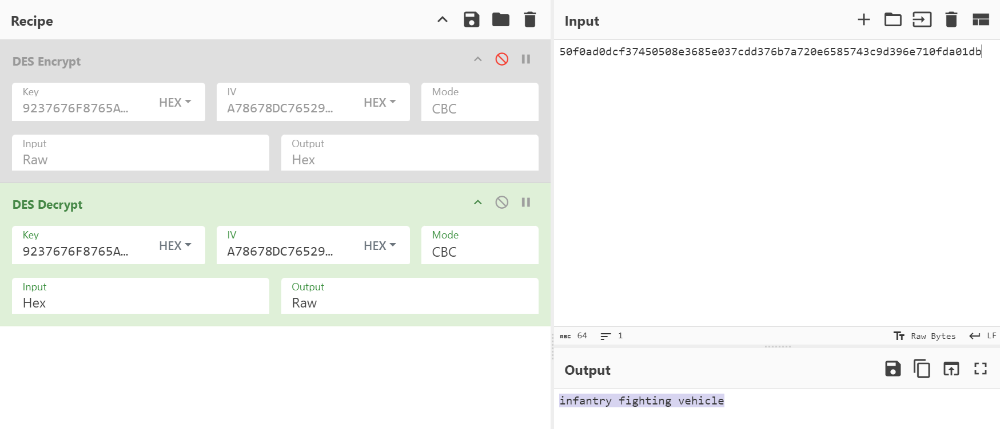 Recipe
DES Encrypt
Key
9237676F8765A...
HEX
IV
A78678DC76529...
HEX
Mode
CBC
Input
Raw
Output
Hex
DES Decrypt
Key
9237676F8765A...
HEX
IV
A78678DC76529...
HEX
Mode
CBC
Input
Hex
Output
Raw
Input
50f0ad0dcf37450508e3685e037cdd376b7a720e6585743c9d396e710fda01db
ABC 64 1
Tт Raw Bytes LF
Output
infantry fighting vehicle